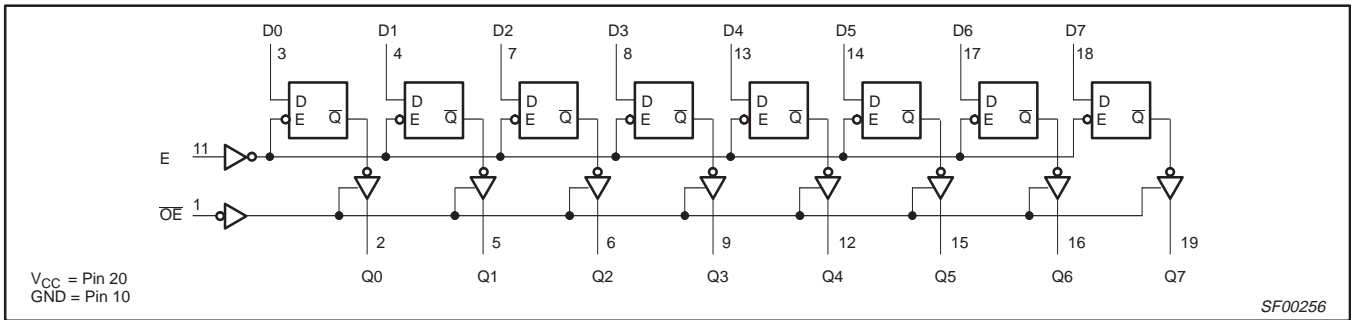 D0 D1 D2 D3 D4 D5 D6 D7
3 4 7 8 13 14 17 18
D D D D D D D D
E Q̅ E Q̅ E Q̅ E Q̅ E Q̅ E Q̅ E Q̅ E Q̅
E 11
O̅E̅ 1
2 5 6 9 12 15 16 19
Q0 Q1 Q2 Q3 Q4 Q5 Q6 Q7
VCC = Pin 20
GND = Pin 10
SF00256